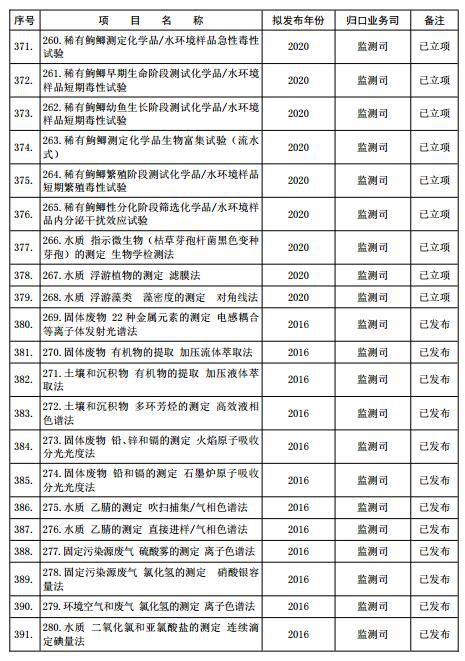 序号 项 目 名 称 拟发布年份 归口业务司 备注
371. 260.稀有鮈鲫测定化学品/水环境样品急性毒性 2020 监测司 已立项
试验
372. 261.稀有鮈鲫早期生命阶段测试化学品/水环境 2020 监测司 已立项
样品短期毒性试验
373. 262.稀有鮈鲫幼鱼生长阶段测试化学品/水环境 2020 监测司 已立项
样品短期毒性试验
374. 263.稀有鮈鲫测定化学品生物富集试验（流水 2020 监测司 已立项
式）
375. 264.稀有鮈鲫繁殖阶段测试化学品/水环境样品 2020 监测司 已立项
短期繁殖毒性试验
376. 265.稀有鮈鲫性分化阶段筛选化学品/水环境样 2020 监测司 已立项
品内分泌干扰效应试验
377. 266.水质 指示微生物（枯草芽孢杆菌黑色变种 2020 监测司 已立项
芽孢）的测定 生物学检测法
378. 267.水质 浮游植物的测定 滤膜法 2020 监测司 已立项
379. 268.水质 浮游藻类 藻密度的测定 对角线法 2020 监测司 已立项
380. 269.固体废物 22种金属元素的测定 电感耦合 2016 监测司 已发布
等离子体发射光谱法
381. 270.固体废物 有机物的提取 加压流体萃取法 2016 监测司 已发布
382. 271.土壤和沉积物 有机物的提取 加压液体萃 2016 监测司 已发布
取法
383. 272.土壤和沉积物 多环芳烃的测定 高效液相 2016 监测司 已发布
色谱法
384. 273.固体废物 铅、锌和镉的测定 火焰原子吸收 2016 监测司 已发布
分光光度法
385. 274.固体废物 铅和镉的测定 石墨炉原子吸收 2016 监测司 已发布
分光光度法
386. 275.水质 乙腈的测定 吹扫捕集/气相色谱法 2016 监测司 已发布
387. 276.水质 乙腈的测定 直接进样/气相色谱法 2016 监测司 已发布
388. 277.固定污染源废气 硫酸雾的测定 离子色谱法 2016 监测司 已发布
389. 278.固定污染源废气 氯化氢的测定 硝酸银容 2016 监测司 已发布
量法
390. 279.环境空气和废气 氯化氢的测定 离子色谱法 2016 监测司 已发布
391. 280.水质 二氧化氯和亚氯酸盐的测定 连续滴 2016 监测司 已发布
定碘量法